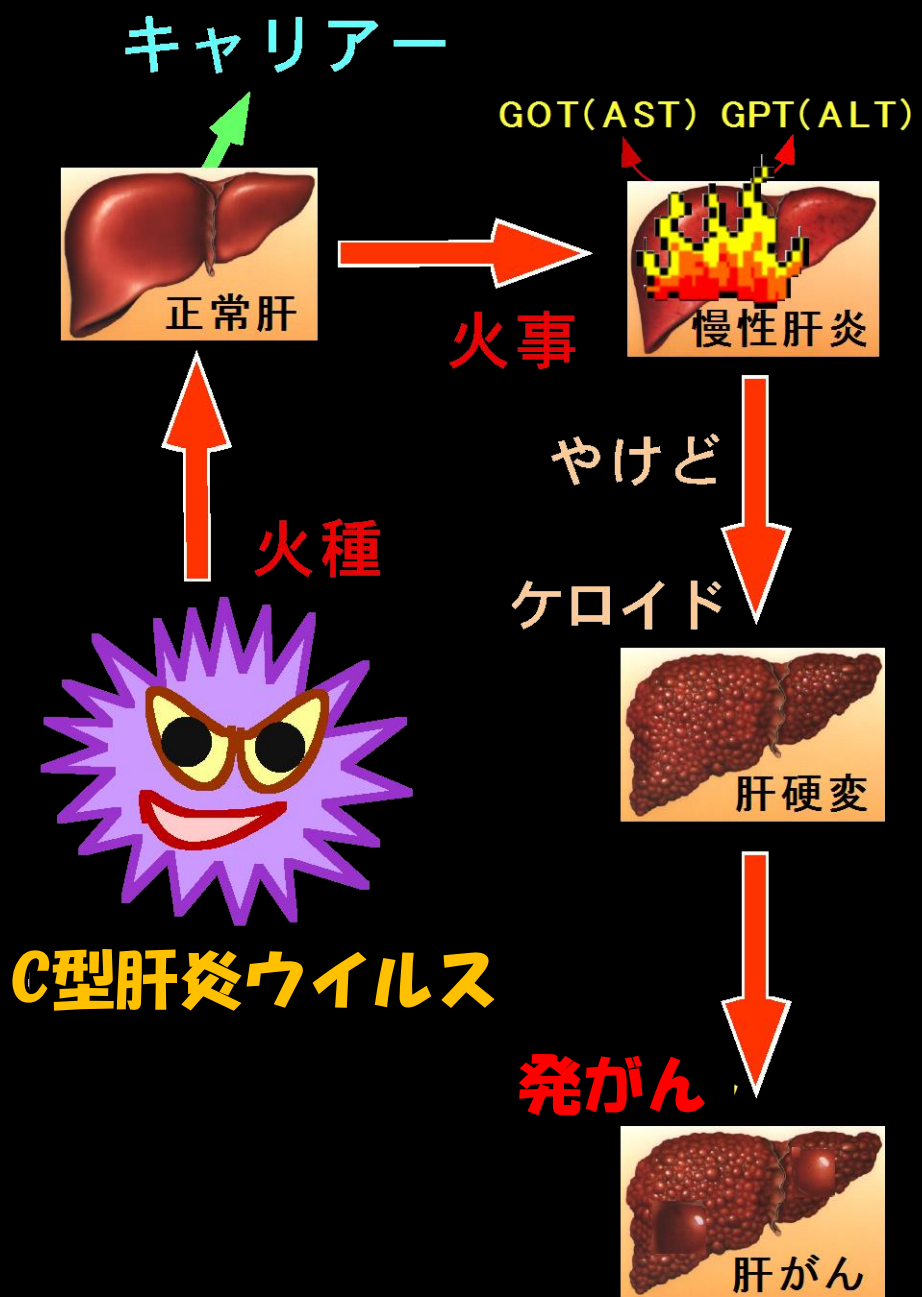 キャリアー
GOT(AST) GPT(ALT)
正常肝
慢性肝炎
火事
やけど
火種
ケロイド
肝硬変
C型肝炎ウイルス
発がん
肝がん